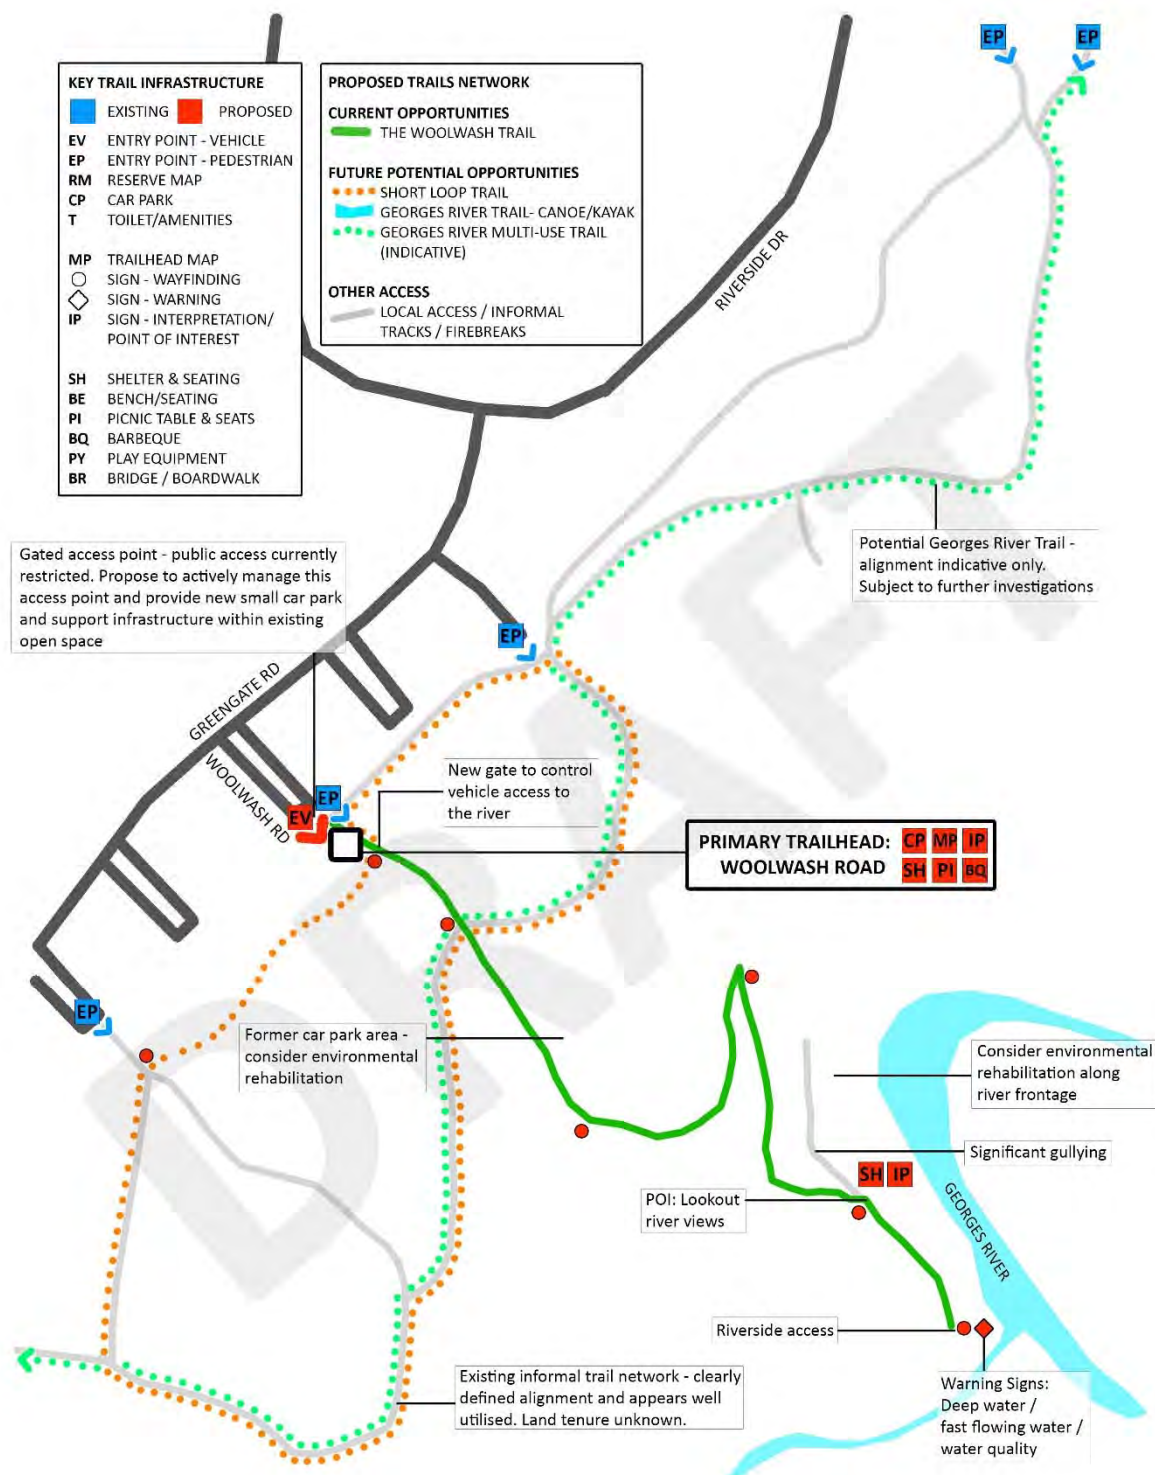 EP
EP
KEY TRAIL INFRASTRUCTURE
EXISTING PROPOSED
EV ENTRY POINT - VEHICLE
EP ENTRY POINT - PEDESTRIAN
RM RESERVE MAP
CP CAR PARK
T TOILET/AMENITIES
MP TRAILHEAD MAP
SIGN - WAYFINDING
SIGN - WARNING
IP SIGN - INTERPRETATION/
POINT OF INTEREST
SH SHELTER & SEATING
BE BENCH/SEATING
PI PICNIC TABLE & SEATS
BQ BARBEQUE
PY PLAY EQUIPMENT
BR BRIDGE / BOARDWALK
PROPOSED TRAILS NETWORK
CURRENT OPPORTUNITIES
THE WOOLWASH TRAIL
FUTURE POTENTIAL OPPORTUNITIES
SHORT LOOP TRAIL
GEORGES RIVER TRAIL- CANOE/KAYAK
GEORGES RIVER MULTI-USE TRAIL
(INDICATIVE)
OTHER ACCESS
LOCAL ACCESS / INFORMAL
TRACKS / FIREBREAKS
RIVERSIDE DR
Potential Georges River Trail -
alignment indicative only.
Subject to further investigations
Gated access point - public access currently
restricted. Propose to actively manage this
access point and provide new small car park
and support infrastructure within existing
open space
EP
GREENGATE RD
WOOLWASH RD
EP
EV
New gate to control
vehicle access to
the river
PRIMARY TRAILHEAD:
WOOLWASH ROAD
CP MP IP
SH PI BQ
EP
Former car park area -
consider environmental
rehabilitation
Consider environmental
rehabilitation along
river frontage
Significant gullying
SH IP
POI: Lookout
river views
GEORGES RIVER
Riverside access
Warning Signs:
Deep water /
fast flowing water /
water quality
Existing informal trail network - clearly
defined alignment and appears well
utilised. Land tenure unknown.
DRAFT